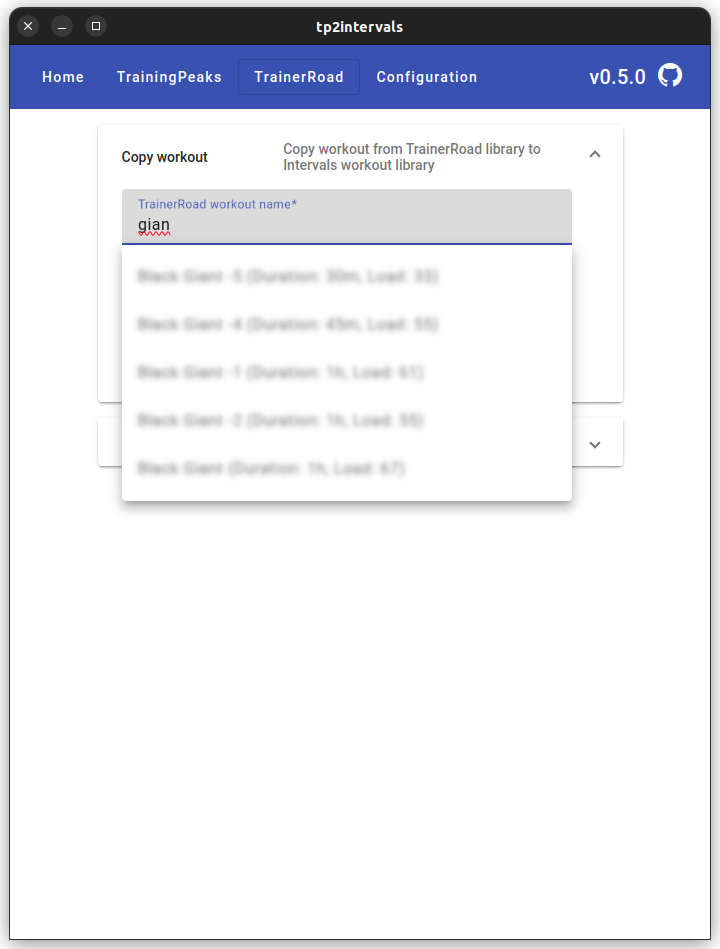 tp2intervals
Home TrainingPeaks TrainerRoad Configuration v0.5.0
Copy workout
Copy workout from TrainerRoad library to
Intervals workout library
TrainerRoad workout name*
gian
Black Giant -5 (Duration: 30m, Load: 33)
Black Giant -4 (Duration: 45m, Load: 55)
Black Giant -1 (Duration: 1h, Load: 61)
Black Giant -2 (Duration: 1h, Load: 55)
Black Giant (Duration: 1h, Load: 67)